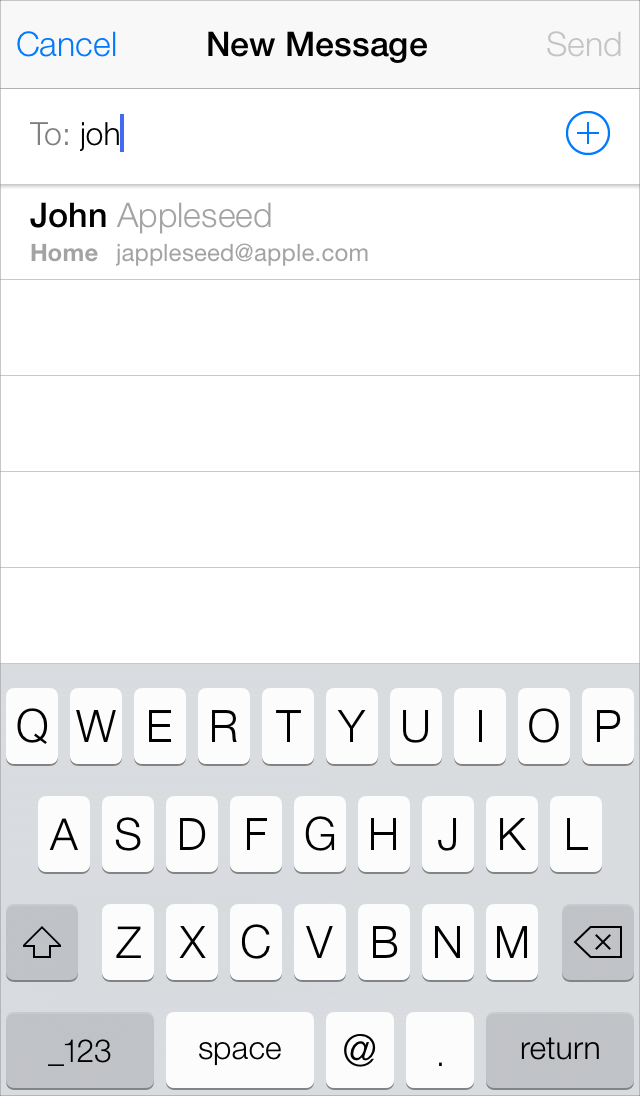 Cancel New Message Send
To: joh
John Appleseed
Home jappleseed@apple.com
Q W E R T Y U I O P
A S D F G H J K L
Z X C V B N M
_123 space @ . return